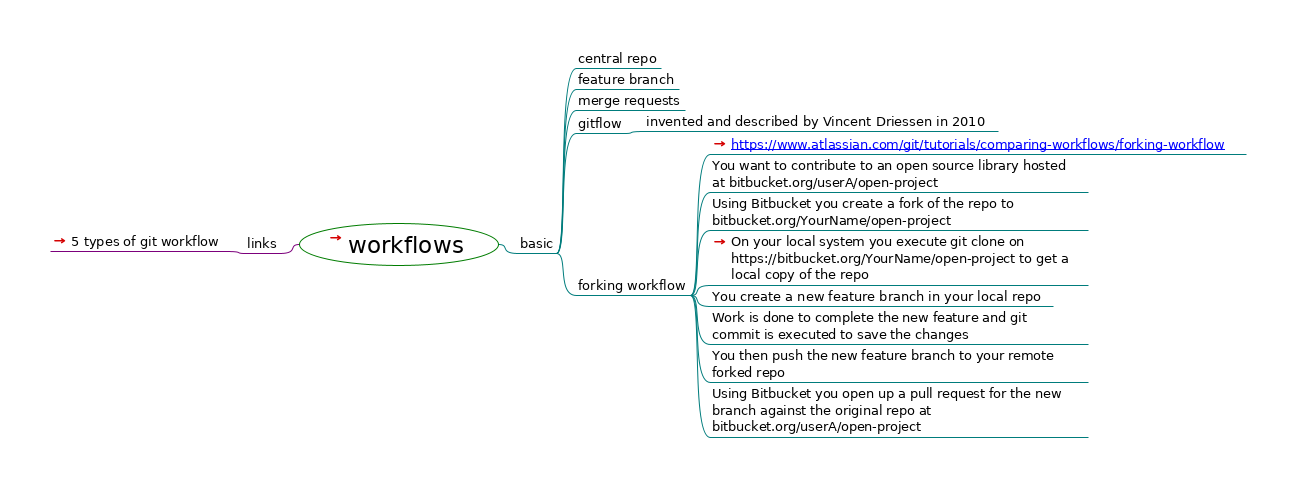 central repo
feature branch
merge requests
gitflow
invented and described by Vincent Driessen in 2010
→ https://www.atlassian.com/git/tutorials/comparing-workflows/forking-workflow
You want to contribute to an open source library hosted
at bitbucket.org/userA/open-project
Using Bitbucket you create a fork of the repo to
bitbucket.org/YourName/open-project
→ 5 types of git workflow
links
→ workflows
basic
→ On your local system you execute git clone on
https://bitbucket.org/YourName/open-project to get a
local copy of the repo
forking workflow
You create a new feature branch in your local repo
Work is done to complete the new feature and git
commit is executed to save the changes
You then push the new feature branch to your remote
forked repo
Using Bitbucket you open up a pull request for the new
branch against the original repo at
bitbucket.org/userA/open-project